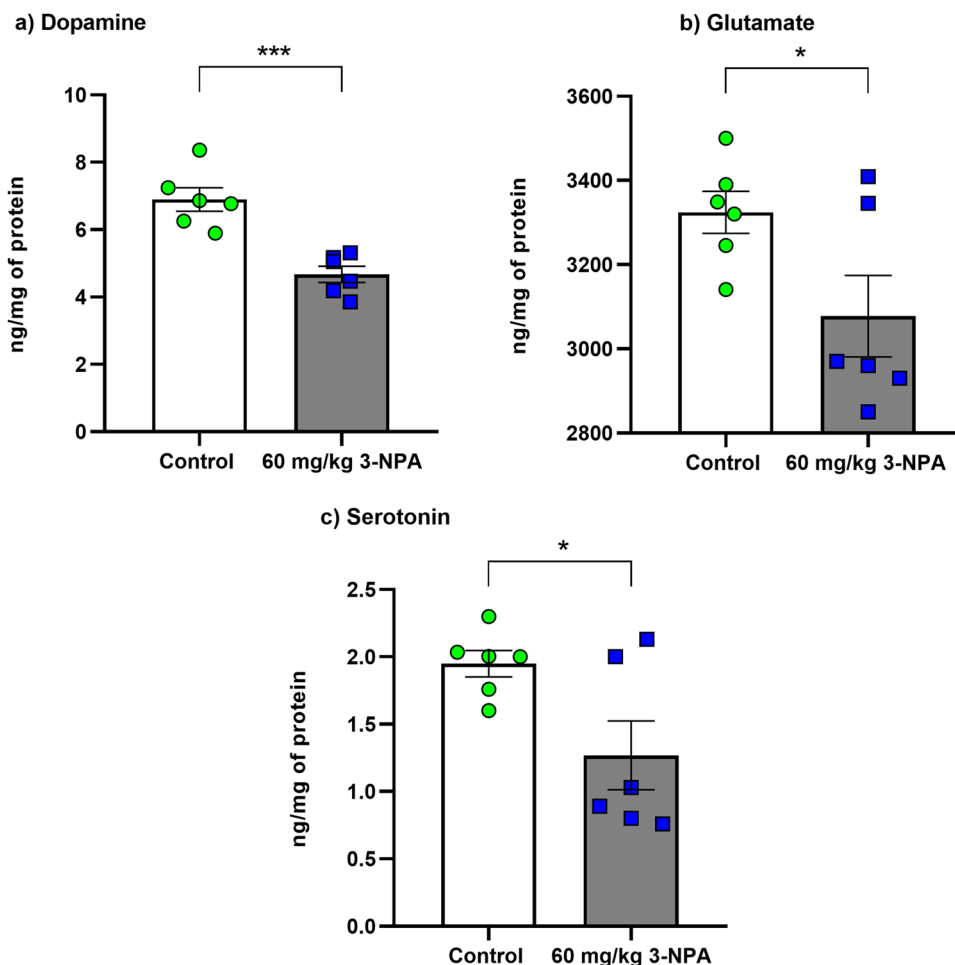 a) Dopamine
***
10
8
6
4
2
0
ng/mg of protein
Control
60 mg/kg 3-NPA
b) Glutamate
*
3600
3400
3200
3000
2800
ng/mg of protein
Control
60 mg/kg 3-NPA
c) Serotonin
*
2.5
2.0
1.5
1.0
0.5
0.0
ng/mg of protein
Control
60 mg/kg 3-NPA